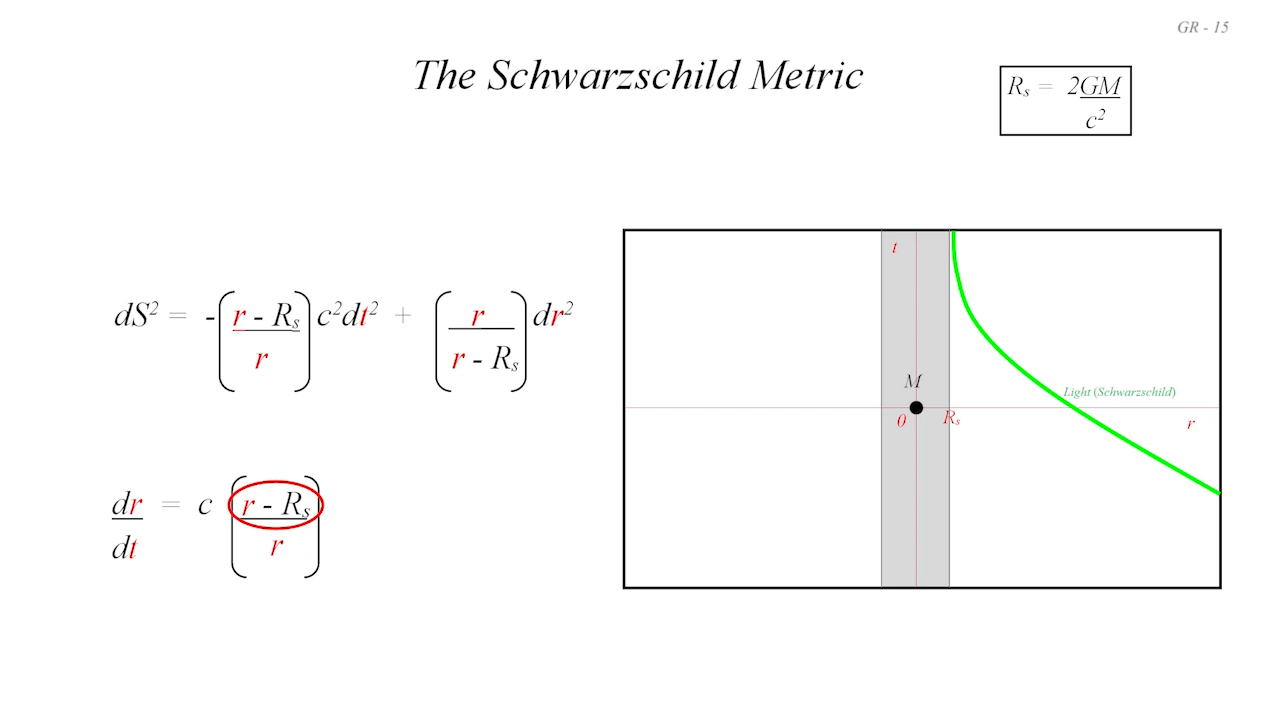 GR - 15
The Schwarzschild Metric
Rs = 2GM
c²
dS² = - ( r - Rs ) c²dt² + ( r ) dr²
r r - Rs
t
M
Light (Schwarzschild)
0 Rs r
dr = c ( r - Rs )
dt r